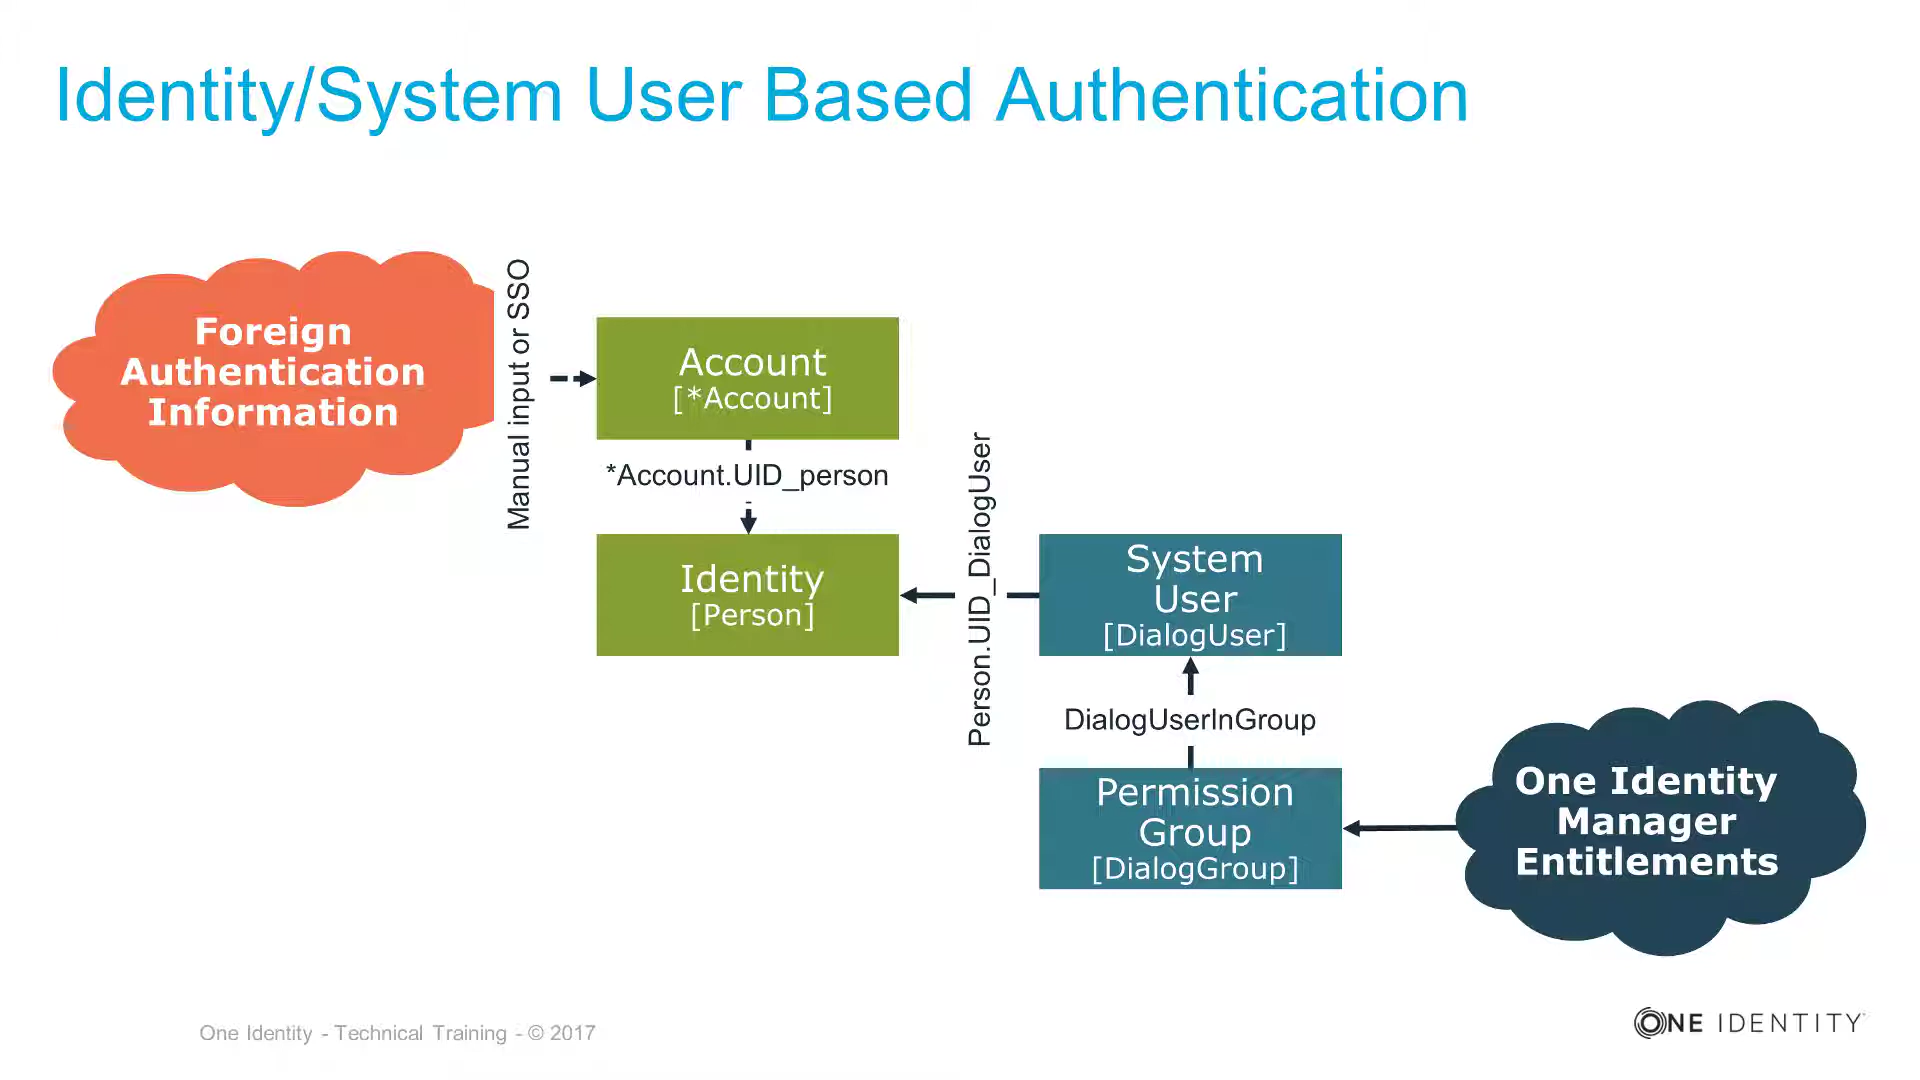 Identity/System User Based Authentication
Foreign
Authentication
Information
Manual input or SSO
Account
[*Account]
*Account.UID_person
Identity
[Person]
Person.UID_DialogUser
System
User
[DialogUser]
DialogUserInGroup
Permission
Group
[DialogGroup]
One Identity
Manager
Entitlements
One Identity - Technical Training - © 2017
ONE IDENTITY